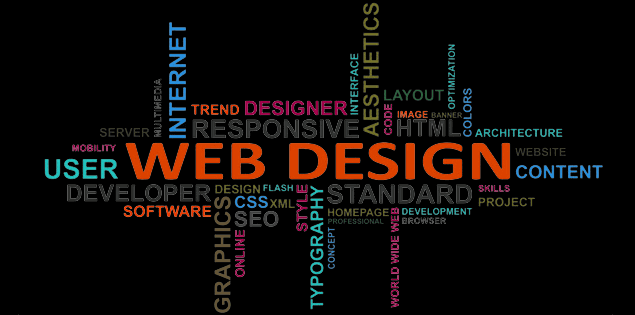 AESTHETICS
INTERNET
MULTIMEDIA
INTERFACE
OPTIMIZATION
LAYOUT
COLORS
TREND
DESIGNER
CODE
IMAGE
BANNER
SERVER
RESPONSIVE
HTML
ARCHITECTURE
MOBILITY
USER
WEB DESIGN
WEBSITE
CONTENT
DEVELOPER
DESIGN
FLASH
STANDARD
SKILLS
CSS
XML
STYLE
PROJECT
SOFTWARE
SEO
HOMEPAGE
DEVELOPMENT
PROFESSIONAL
BROWSER
GRAPHICS
ONLINE
TYPOGRAPHY
CONCEPT
WORLD WIDE WEB